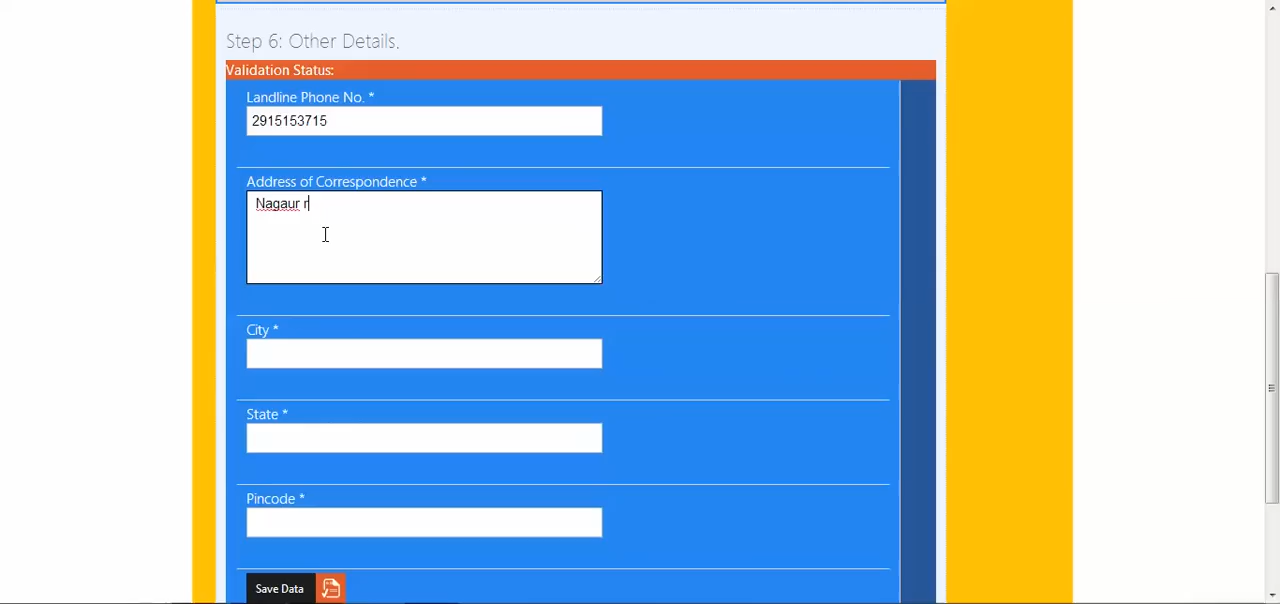 Step 6: Other Details.
Validation Status:
Landline Phone No. *
2915153715
Address of Correspondence *
Nagaur r
City *
State *
Pincode *
Save Data